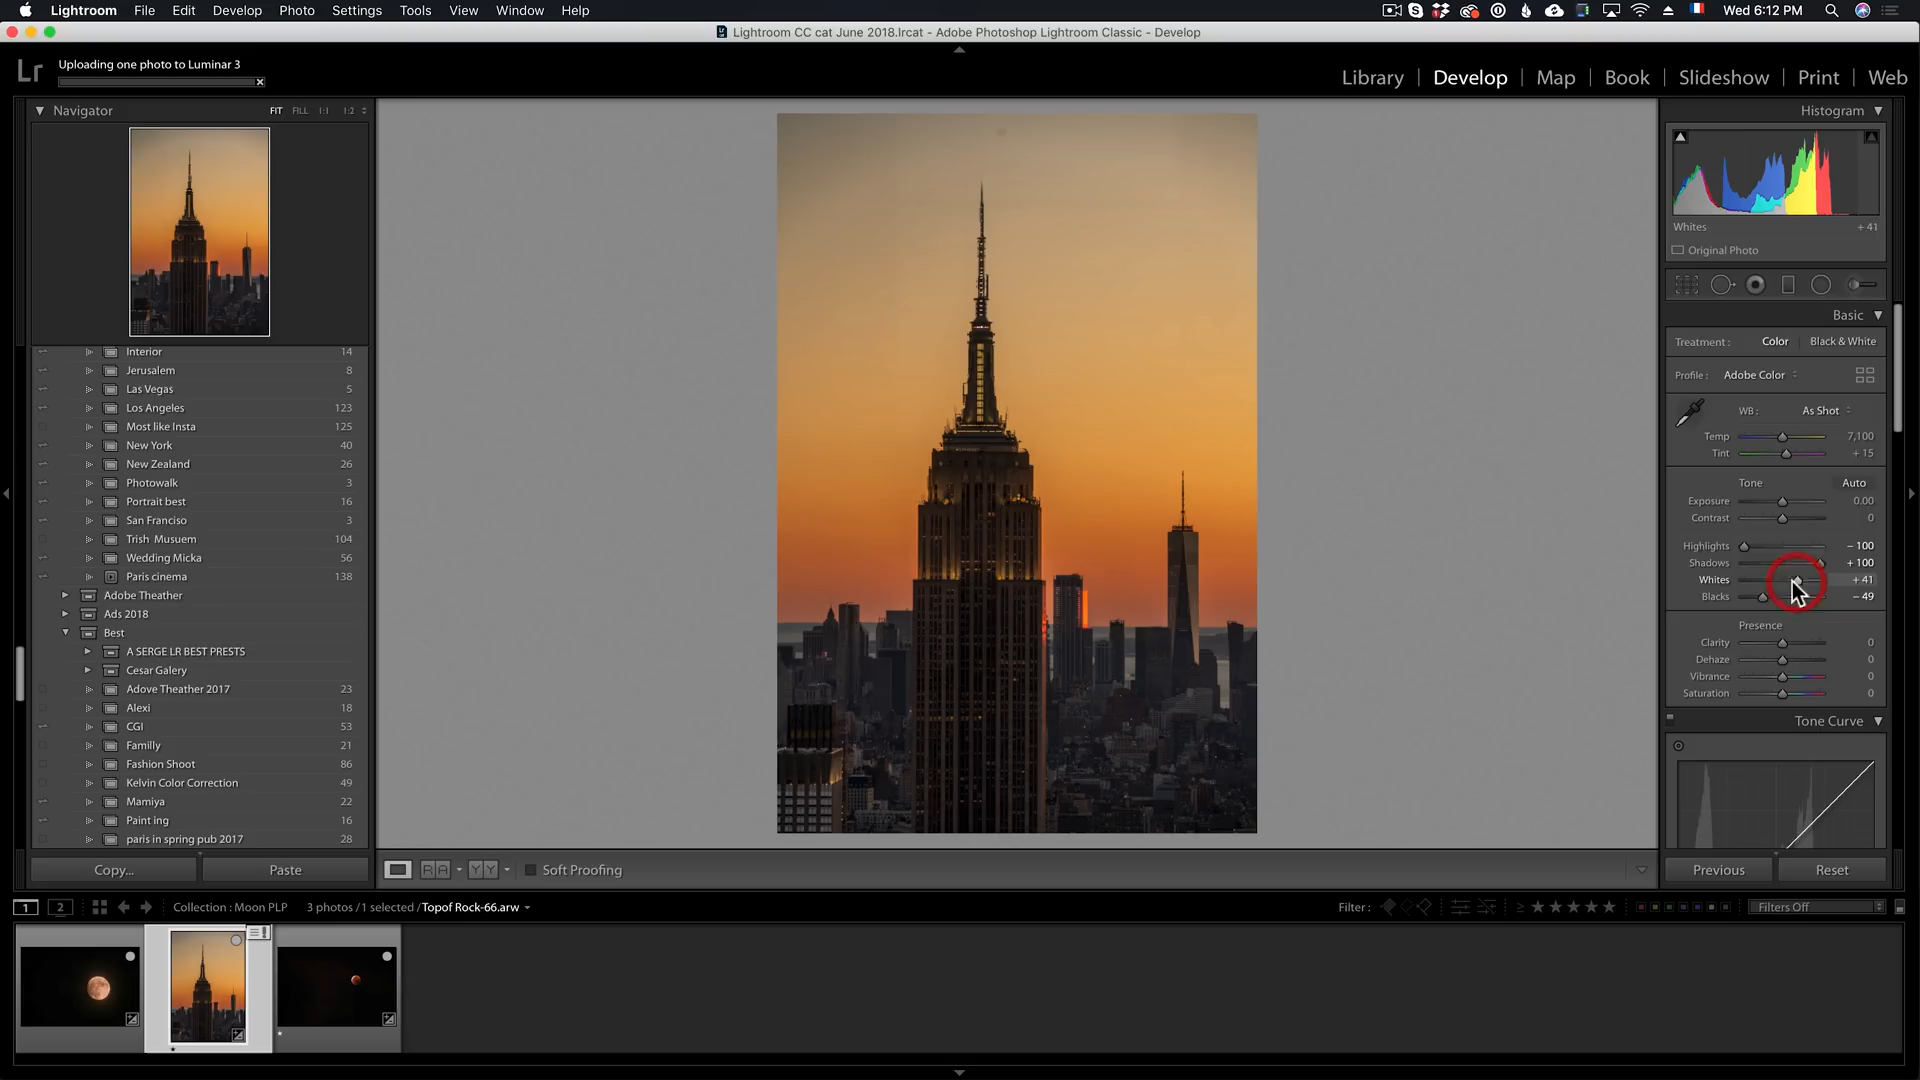 Lightroom File Edit Develop Photo Settings Tools View Window Help Wed 6:12 PM
Lightroom CC cat June 2018.lrcat - Adobe Photoshop Lightroom Classic - Develop
Lr
Uploading one photo to Luminar 3
Library | Develop | Map | Book | Slideshow | Print | Web
Navigator FIT FILL 1:1 1:2
Interior 14
Jerusalem 8
Las Vegas 5
Los Angeles 123
Most like Insta 125
New York 40
New Zealand 26
Photowalk 3
Portrait best 16
San Franciso 3
Trish Musuem 104
Wedding Micka 56
Paris cinema 138
Adobe Theather
Ads 2018
Best
A SERGE LR BEST PRESTS
Cesar Galery
Adove Theather 2017 23
Alexi 18
CGI 53
Familly 21
Fashion Shoot 86
Kelvin Color Correction 49
Mamiya 22
Paint ing 16
paris in spring pub 2017 28
Copy... Paste
RA YY Soft Proofing
Histogram
Whites + 41
Original Photo
Basic
Treatment : Color Black & White
Profile : Adobe Color
WB : As Shot
Temp 7,100
Tint + 15
Tone Auto
Exposure 0.00
Contrast 0
Highlights − 100
Shadows + 100
Whites + 41
Blacks − 49
Presence
Clarity 0
Dehaze 0
Vibrance 0
Saturation 0
Tone Curve
Previous Reset
1 2 Collection : Moon PLP 3 photos / 1 selected / Topof Rock-66.arw Filter : ≥ ★★★★★ Filters Off